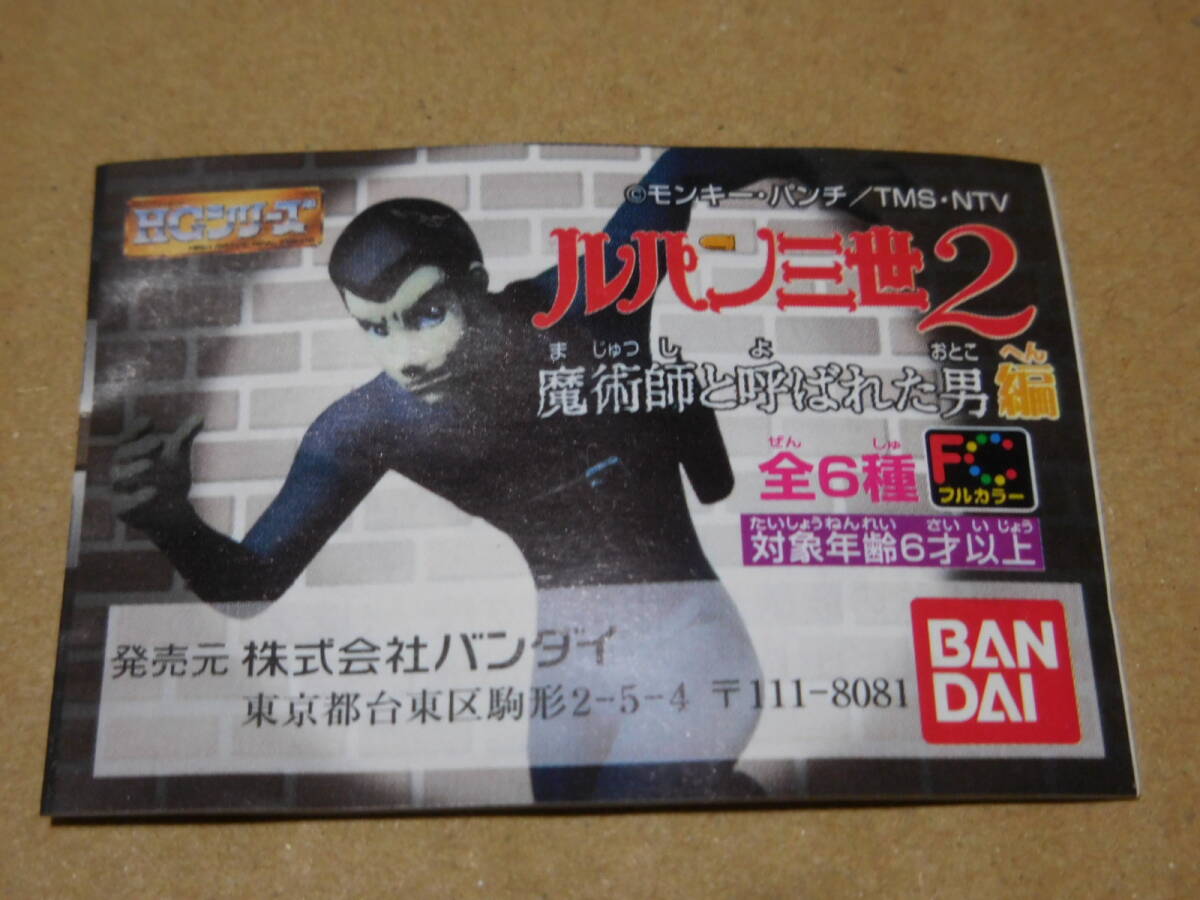 HGシリーズ
©モンキー・パンチ/TMS・NTV
ルパン三世2
ま じゅつ し よ おとこ へん
魔術師と呼ばれた男編
ぜん しゅ
全6種
FC
フルカラー
たいしょうねんれい さい いじょう
対象年齢6才以上
発売元 株式会社バンダイ
東京都台東区駒形2-5-4 〒111-8081
BAN
DAI